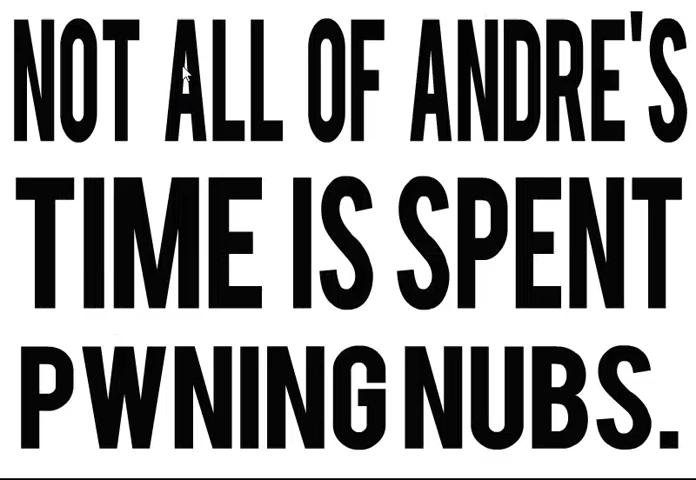 NOT ALL OF ANDRE'S
TIME IS SPENT
PWNING NUBS.